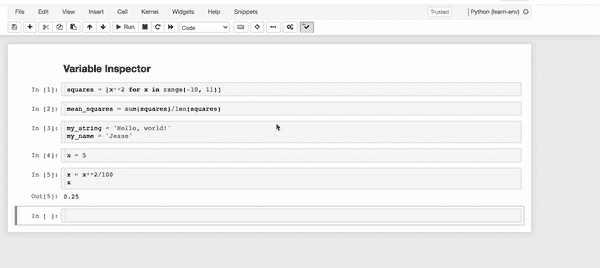 File Edit View Insert Cell Kernel Widgets Help Snippets Trusted Python (learn-env)
Run Code
Variable Inspector
In [1]: squares = [x**2 for x in range(-10, 11)]
In [2]: mean_squares = sum(squares)/len(squares)
In [3]: my_string = 'Hello, world!'
my_name = 'Jesse'
In [4]: x = 5
In [5]: x = x**2/100
x
Out[5]: 0.25
In [ ]: